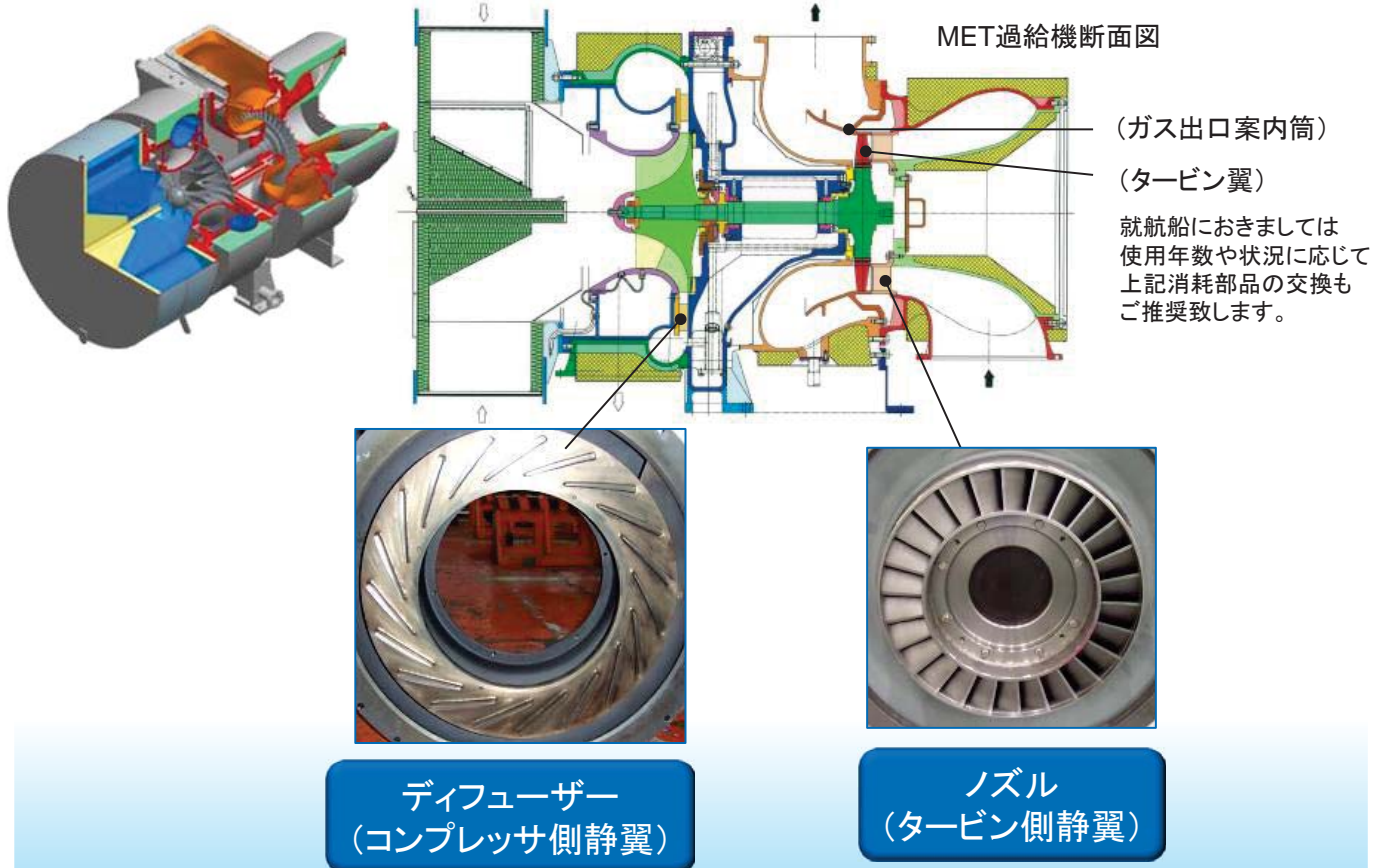 MET過給機断面図
（ガス出口案内筒）
（タービン翼）
就航船におきましては
使用年数や状況に応じて
上記消耗部品の交換も
ご推奨致します。
ディフューザー
（コンプレッサ側静翼）
ノズル
（タービン側静翼）